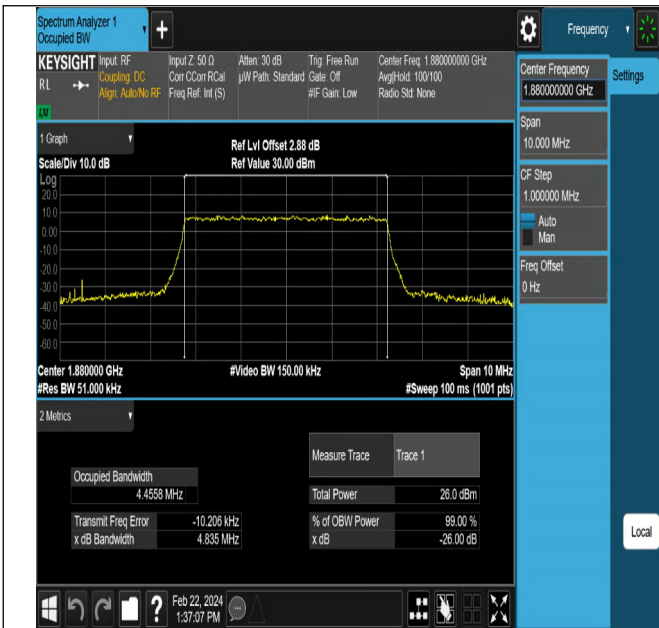 Spectrum Analyzer 1
Occupied BW
+
Frequency
KEYSIGHT
RL
LXI
Input: RF
Coupling: DC
Align: Auto/No RF
Input Z: 50 Ω
Corr CCorr RCal
Freq Ref: Int (S)
Atten: 30 dB
µW Path: Standard
Trig: Free Run
Gate: Off
#IF Gain: Low
Center Freq: 1.880000000 GHz
Avg|Hold: 100/100
Radio Std: None
Center Frequency
1.880000000 GHz
Settings
Span
10.000 MHz
CF Step
1.000000 MHz
Auto
Man
Freq Offset
0 Hz
Local
1 Graph
Scale/Div 10.0 dB
Ref Lvl Offset 2.88 dB
Ref Value 30.00 dBm
Log
20.0
10.0
0.00
-10.0
-20.0
-30.0
-40.0
-50.0
-60.0
Center 1.880000 GHz
#Video BW 150.00 kHz
Span 10 MHz
#Res BW 51.000 kHz
#Sweep 100 ms (1001 pts)
2 Metrics
Measure Trace Trace 1
Occupied Bandwidth
4.4558 MHz
Total Power 26.0 dBm
Transmit Freq Error -10.206 kHz
% of OBW Power 99.00 %
x dB Bandwidth 4.835 MHz
x dB -26.00 dB
?
Feb 22, 2024
1:37:07 PM